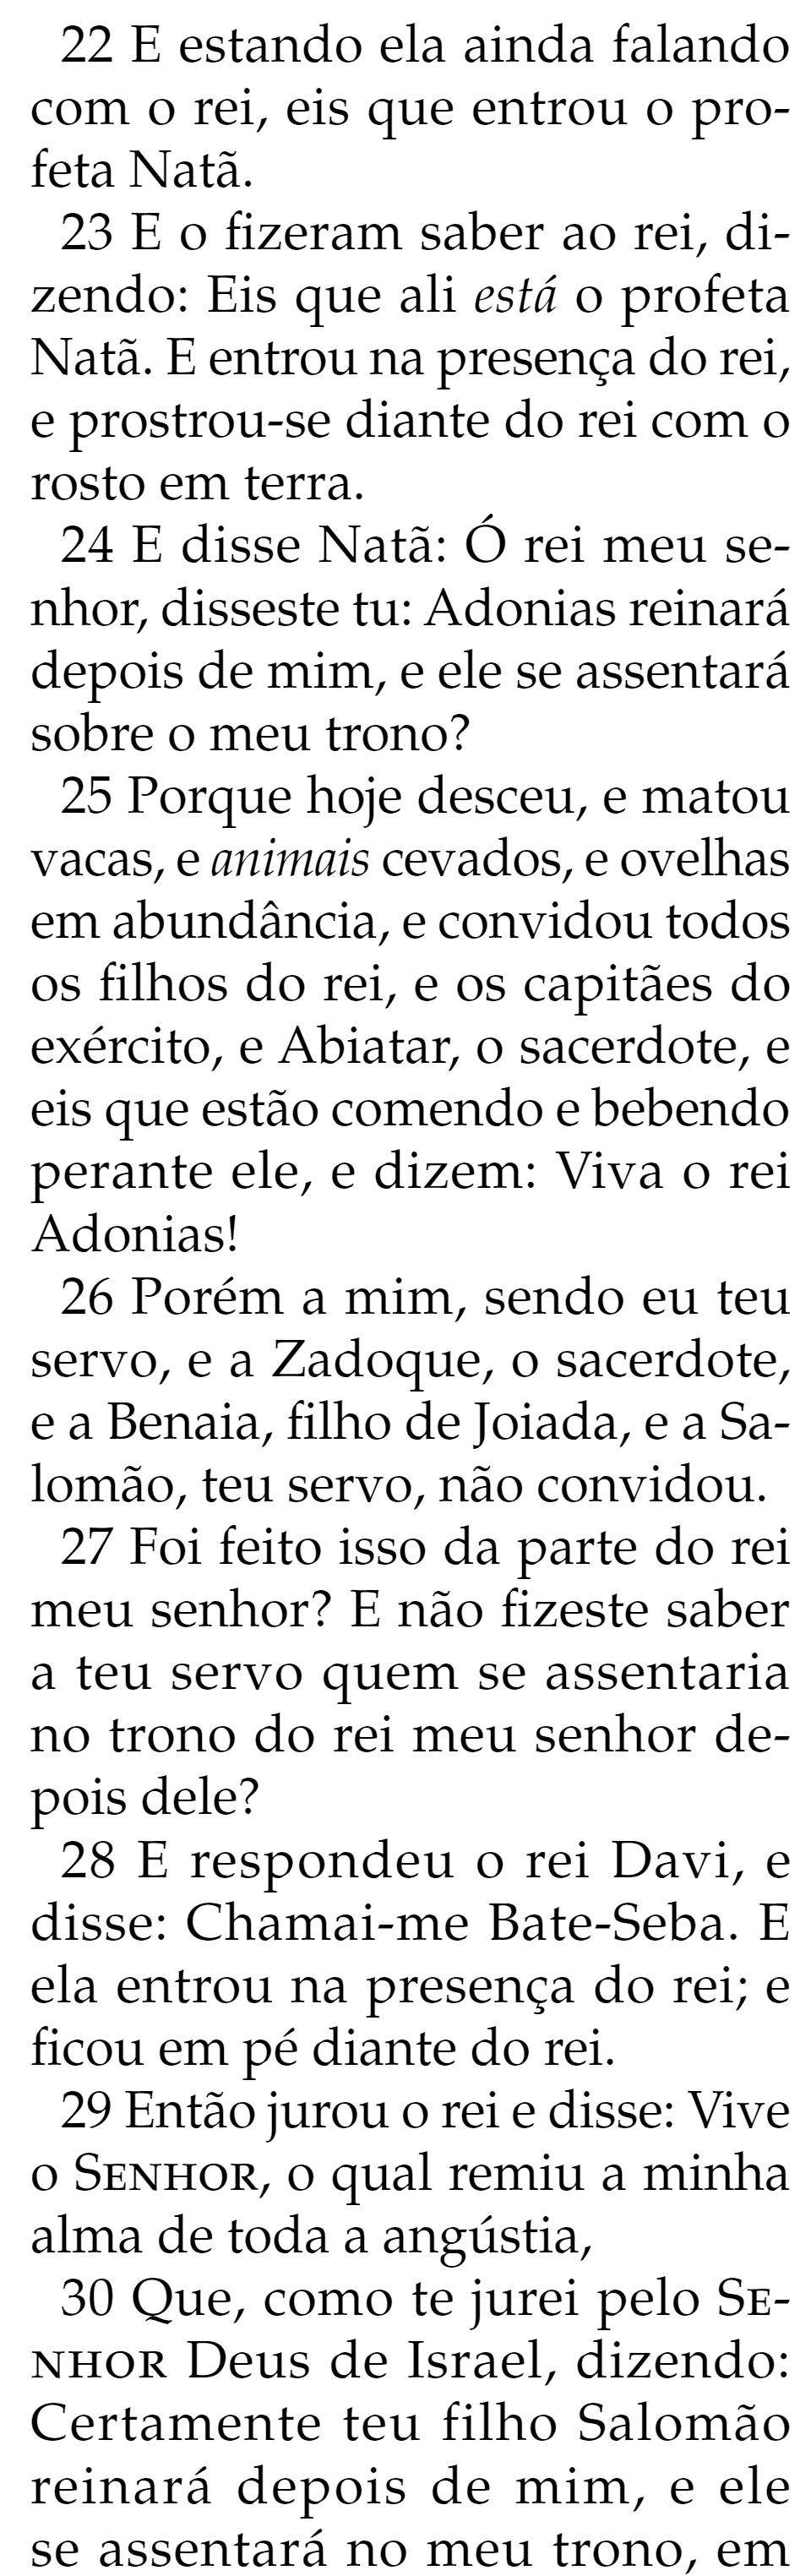 22 E estando ela ainda falando
com o rei, eis que entrou o pro-
feta Natã.
23 E o fizeram saber ao rei, di-
zendo: Eis que ali está o profeta
Natã. E entrou na presença do rei,
e prostrou-se diante do rei com o
rosto em terra.
24 E disse Natã: Ó rei meu se-
nhor, disseste tu: Adonias reinará
depois de mim, e ele se assentará
sobre o meu trono?
25 Porque hoje desceu, e matou
vacas, e animais cevados, e ovelhas
em abundância, e convidou todos
os filhos do rei, e os capitães do
exército, e Abiatar, o sacerdote, e
eis que estão comendo e bebendo
perante ele, e dizem: Viva o rei
Adonias!
26 Porém a mim, sendo eu teu
servo, e a Zadoque, o sacerdote,
e a Benaia, filho de Joiada, e a Sa-
lomão, teu servo, não convidou.
27 Foi feito isso da parte do rei
meu senhor? E não fizeste saber
a teu servo quem se assentaria
no trono do rei meu senhor de-
pois dele?
28 E respondeu o rei Davi, e
disse: Chamai-me Bate-Seba. E
ela entrou na presença do rei; e
ficou em pé diante do rei.
29 Então jurou o rei e disse: Vive
o SENHOR, o qual remiu a minha
alma de toda a angústia,
30 Que, como te jurei pelo SE-
NHOR Deus de Israel, dizendo:
Certamente teu filho Salomão
reinará depois de mim, e ele
se assentará no meu trono, em